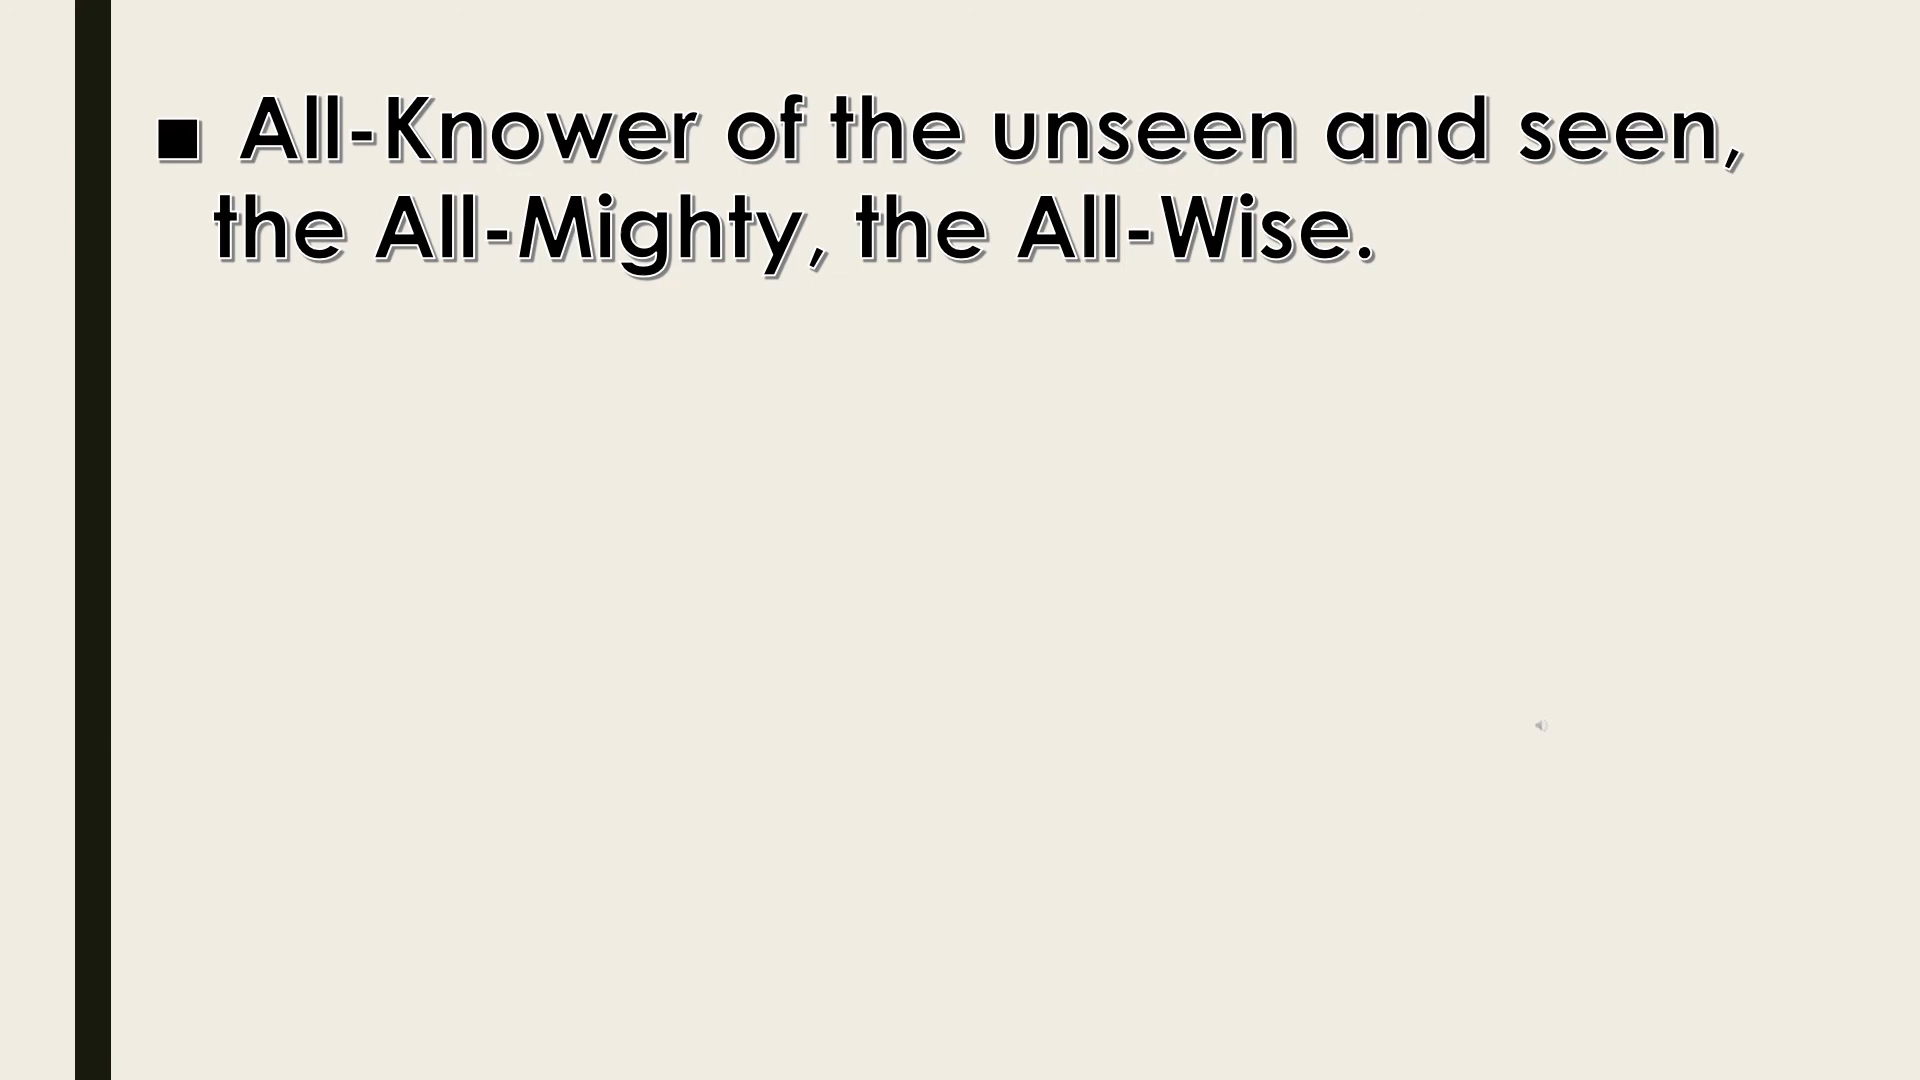 ■ All-Knower of the unseen and seen,
the All-Mighty, the All-Wise.